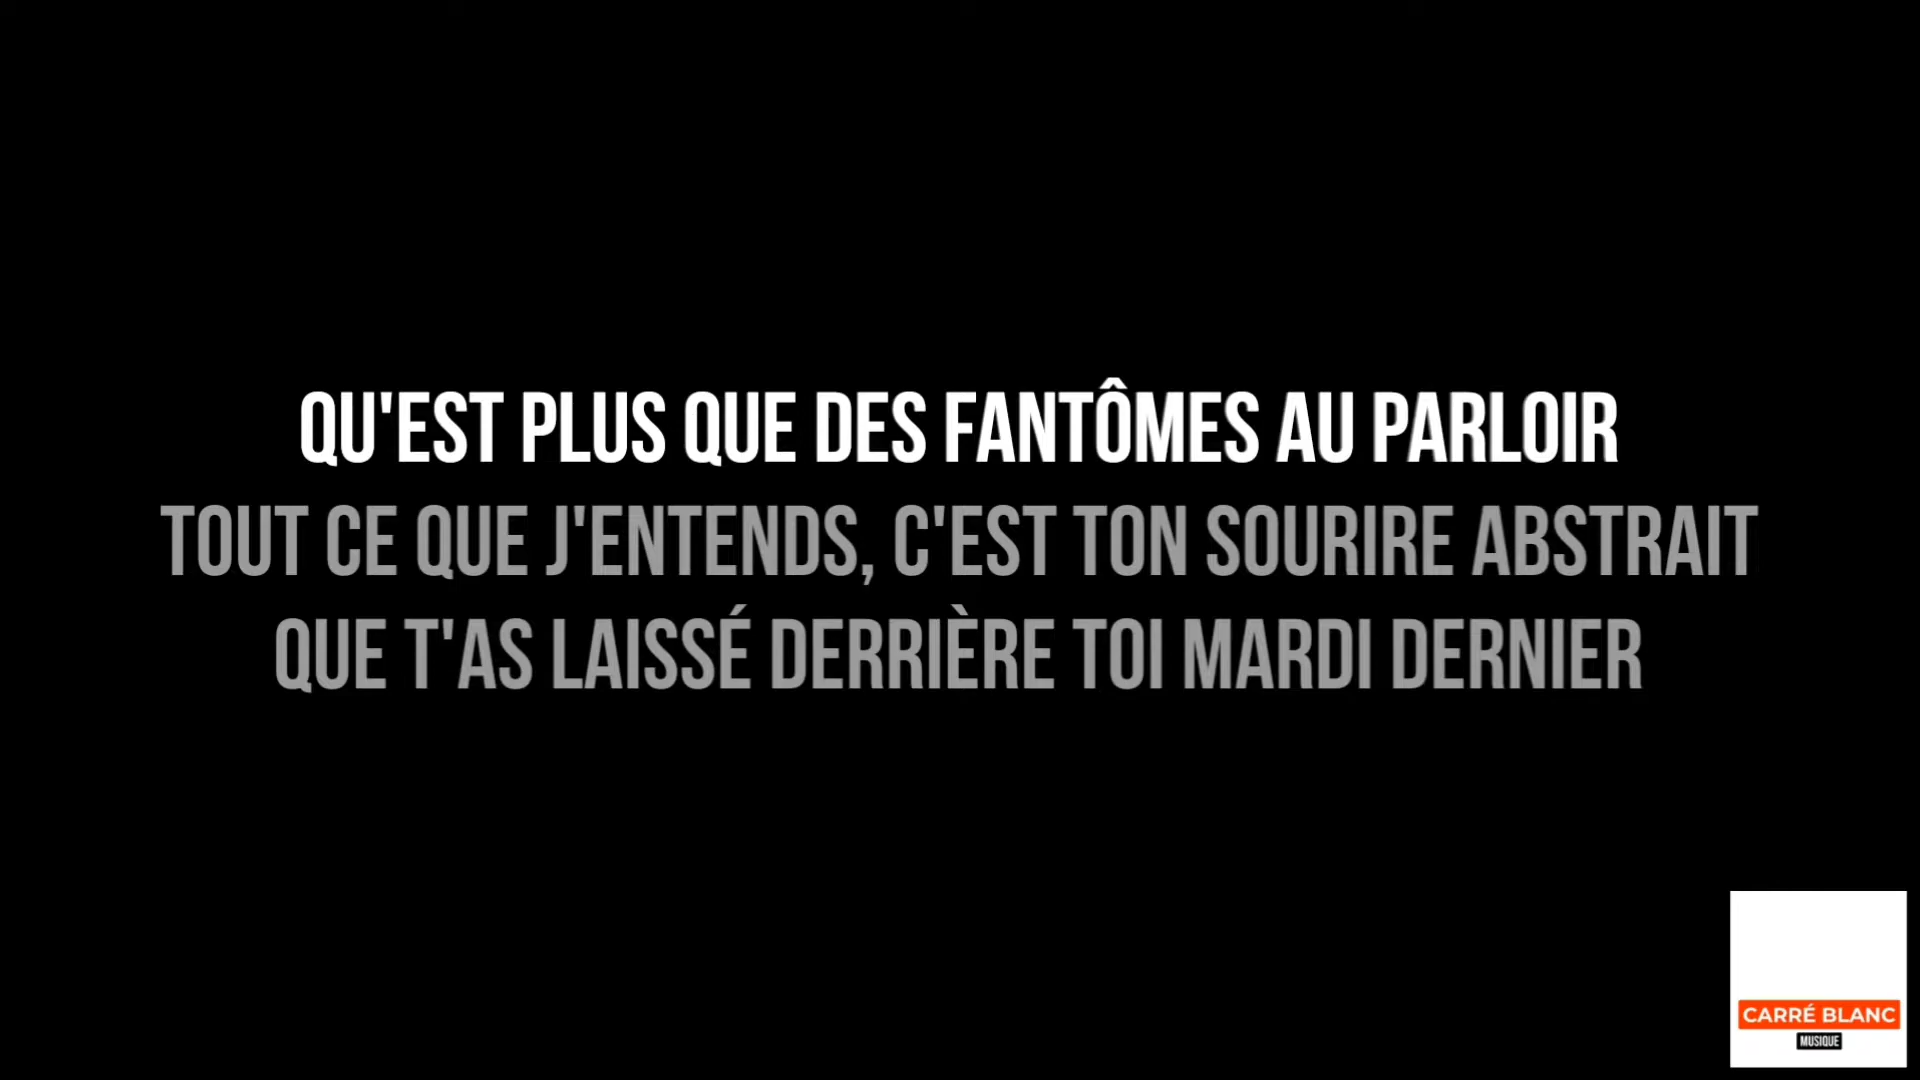 QU'EST PLUS QUE DES FANTÔMES AU PARLOIR
TOUT CE QUE J'ENTENDS, C'EST TON SOURIRE ABSTRAIT
QUE T'AS LAISSÉ DERRIÈRE TOI MARDI DERNIER
CARRÉ BLANC
MUSIQUE